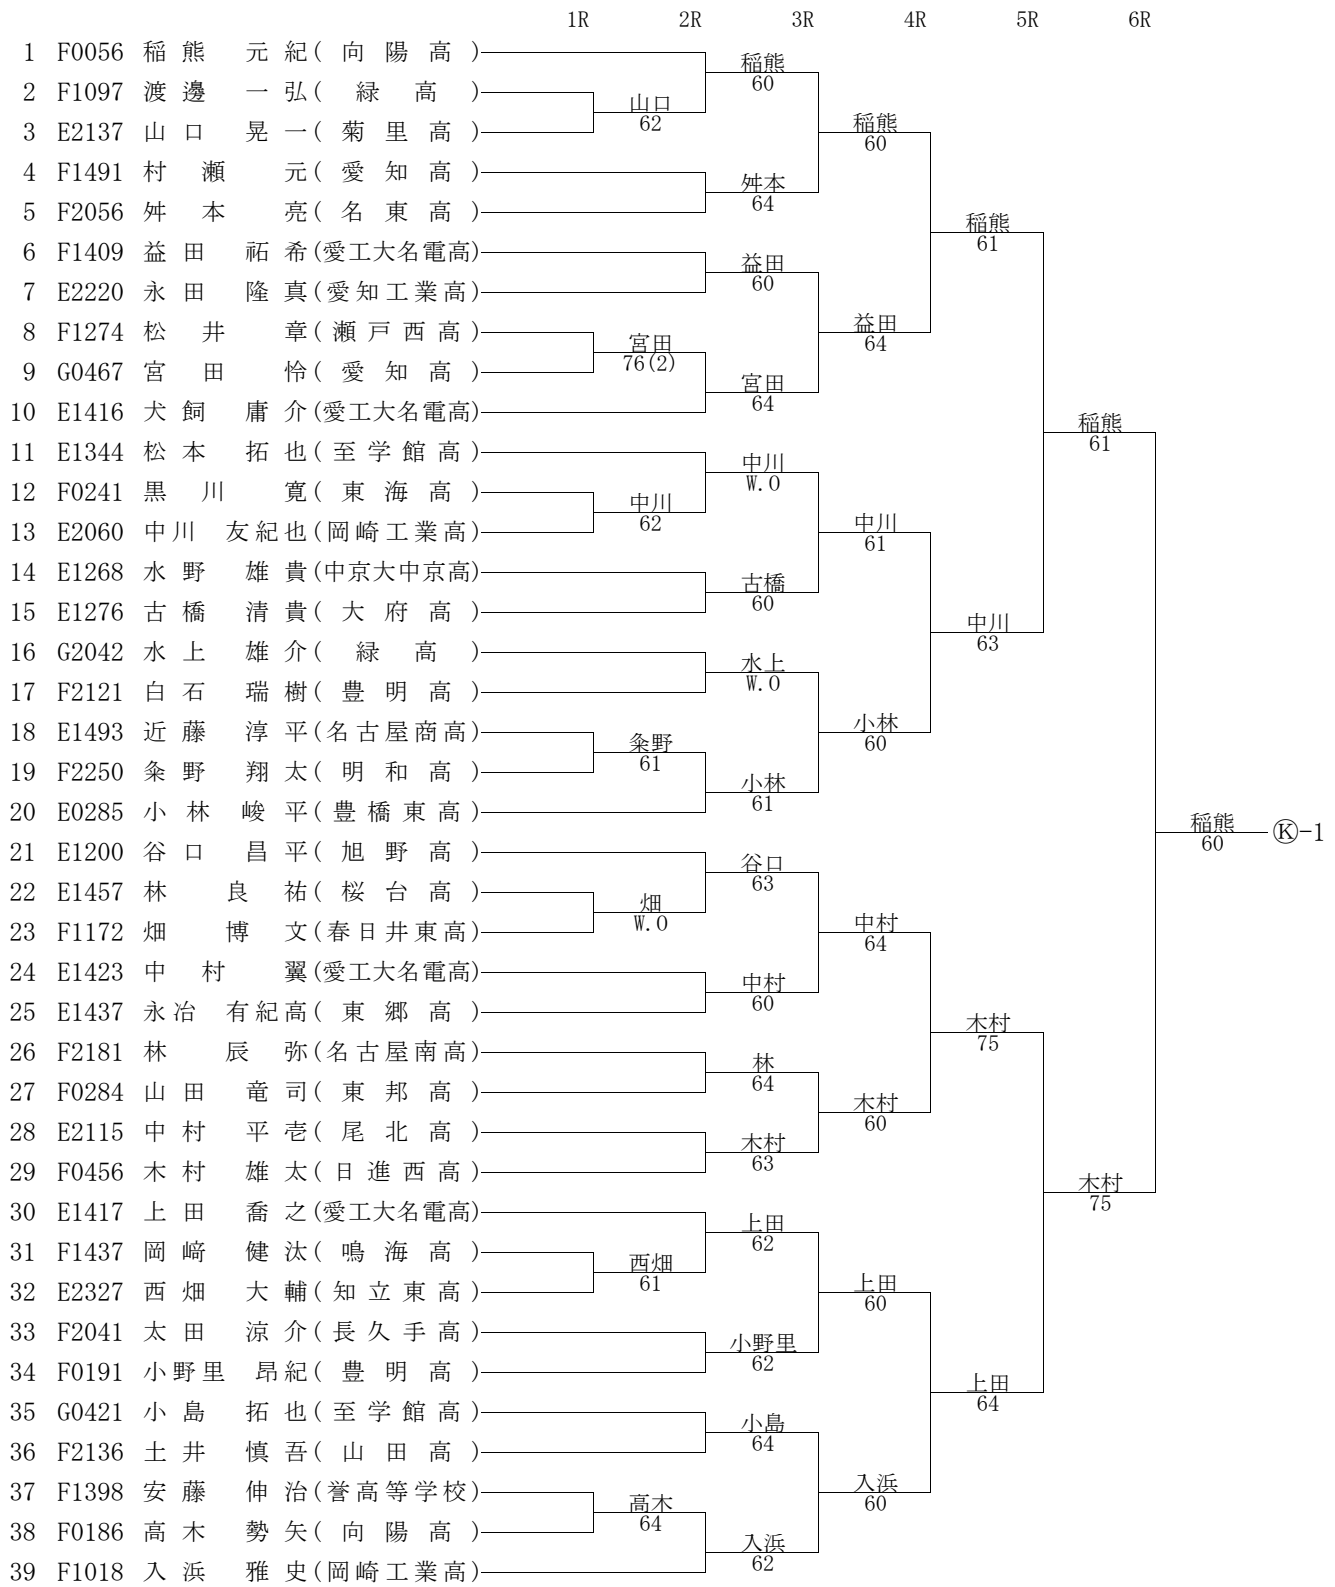 1R 2R 3R 4R 5R 6R
1 F0056 稲熊 元紀(向陽高)
稲熊
60
2 F1097 渡邊 一弘(緑高)
山口
62
3 E2137 山口 晃一(菊里高)
稲熊
60
4 F1491 村瀬 元(愛知高)
舛本
64
5 F2056 舛本 亮(名東高)
稲熊
61
6 F1409 益田 祏希(愛工大名電高)
益田
60
7 E2220 永田 隆真(愛知工業高)
益田
64
8 F1274 松井 章(瀬戸西高)
宮田
76(2)
9 G0467 宮田 怜(愛知高)
宮田
64
10 E1416 犬飼 庸介(愛工大名電高)
稲熊
61
11 E1344 松本 拓也(至学館高)
中川
W.O
12 F0241 黒川 寛(東海高)
中川
62
13 E2060 中川 友紀也(岡崎工業高)
中川
61
14 E1268 水野 雄貴(中京大中京高)
古橋
60
15 E1276 古橋 清貴(大府高)
中川
63
16 G2042 水上 雄介(緑高)
水上
W.O
17 F2121 白石 瑞樹(豊明高)
小林
60
18 E1493 近藤 淳平(名古屋商高)
粂野
61
19 F2250 粂野 翔太(明和高)
小林
61
20 E0285 小林 峻平(豊橋東高)
稲熊
60
Ⓚ-1
21 E1200 谷口 昌平(旭野高)
谷口
63
22 E1457 林 良祐(桜台高)
畑
W.O
23 F1172 畑 博文(春日井東高)
中村
64
24 E1423 中村 翼(愛工大名電高)
中村
60
25 E1437 永冶 有紀高(東郷高)
木村
75
26 F2181 林 辰弥(名古屋南高)
林
64
27 F0284 山田 竜司(東邦高)
木村
60
28 E2115 中村 平壱(尾北高)
木村
63
29 F0456 木村 雄太(日進西高)
木村
75
30 E1417 上田 喬之(愛工大名電高)
上田
62
31 F1437 岡﨑 健汰(鳴海高)
西畑
61
32 E2327 西畑 大輔(知立東高)
上田
60
33 F2041 太田 涼介(長久手高)
小野里
62
34 F0191 小野里 昂紀(豊明高)
上田
64
35 G0421 小島 拓也(至学館高)
小島
64
36 F2136 土井 慎吾(山田高)
入浜
60
37 F1398 安藤 伸治(誉高等学校)
高木
64
38 F0186 高木 勢矢(向陽高)
入浜
62
39 F1018 入浜 雅史(岡崎工業高)